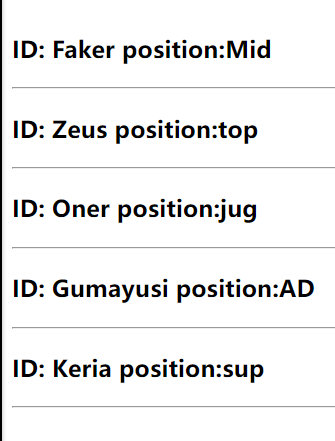 ID: Faker position:Mid
ID: Zeus position:top
ID: Oner position:jug
ID: Gumayusi position:AD
ID: Keria position:sup